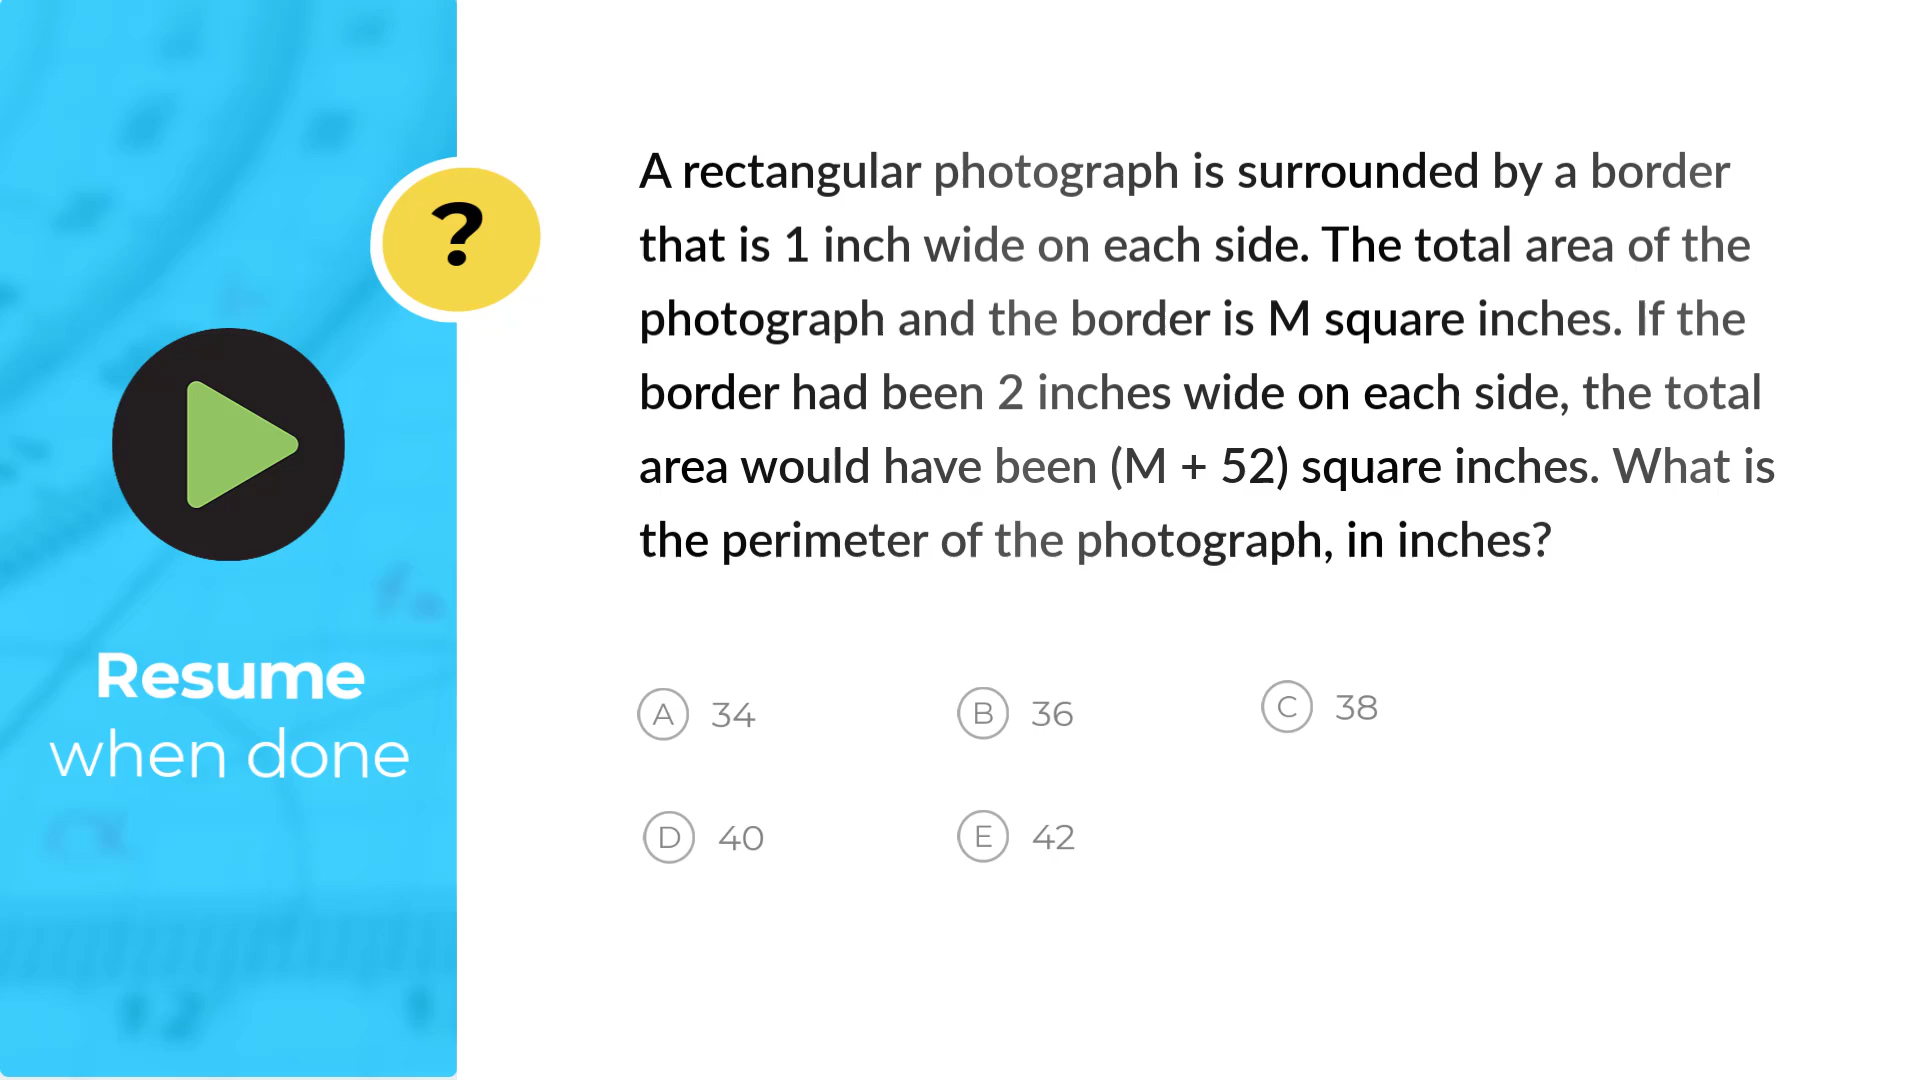 ?
Resume
when done
A rectangular photograph is surrounded by a border
that is 1 inch wide on each side. The total area of the
photograph and the border is M square inches. If the
border had been 2 inches wide on each side, the total
area would have been (M + 52) square inches. What is
the perimeter of the photograph, in inches?
A 34
B 36
C 38
D 40
E 42